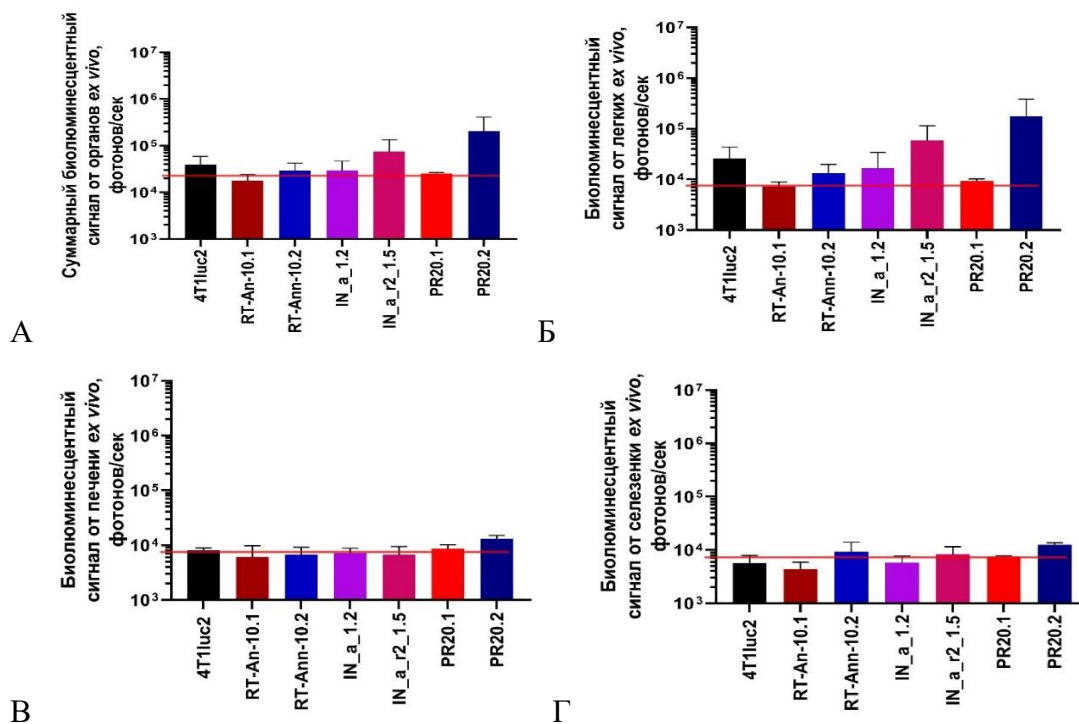 Суммарный биолюминесцентный
сигнал от органов ex vivo,
фотонов/сек
10⁷
10⁶
10⁵
10⁴
10³
4T1luc2
RT-An-10.1
RT-Ann-10.2
IN_a_1.2
IN_a_r2_1.5
PR20.1
PR20.2
А
Биолюминесцентный
сигнал от легких ex vivo,
фотонов/сек
10⁷
10⁶
10⁵
10⁴
10³
4T1luc2
RT-An-10.1
RT-Ann-10.2
IN_a_1.2
IN_a_r2_1.5
PR20.1
PR20.2
Б
Биолюминесцентный
сигнал от печени ex vivo,
фотонов/сек
10⁷
10⁶
10⁵
10⁴
10³
4T1luc2
RT-An-10.1
RT-Ann-10.2
IN_a_1.2
IN_a_r2_1.5
PR20.1
PR20.2
В
Биолюминесцентный
сигнал от селезенки ex vivo,
фотонов/сек
10⁷
10⁶
10⁵
10⁴
10³
4T1luc2
RT-An-10.1
RT-Ann-10.2
IN_a_1.2
IN_a_r2_1.5
PR20.1
PR20.2
Г